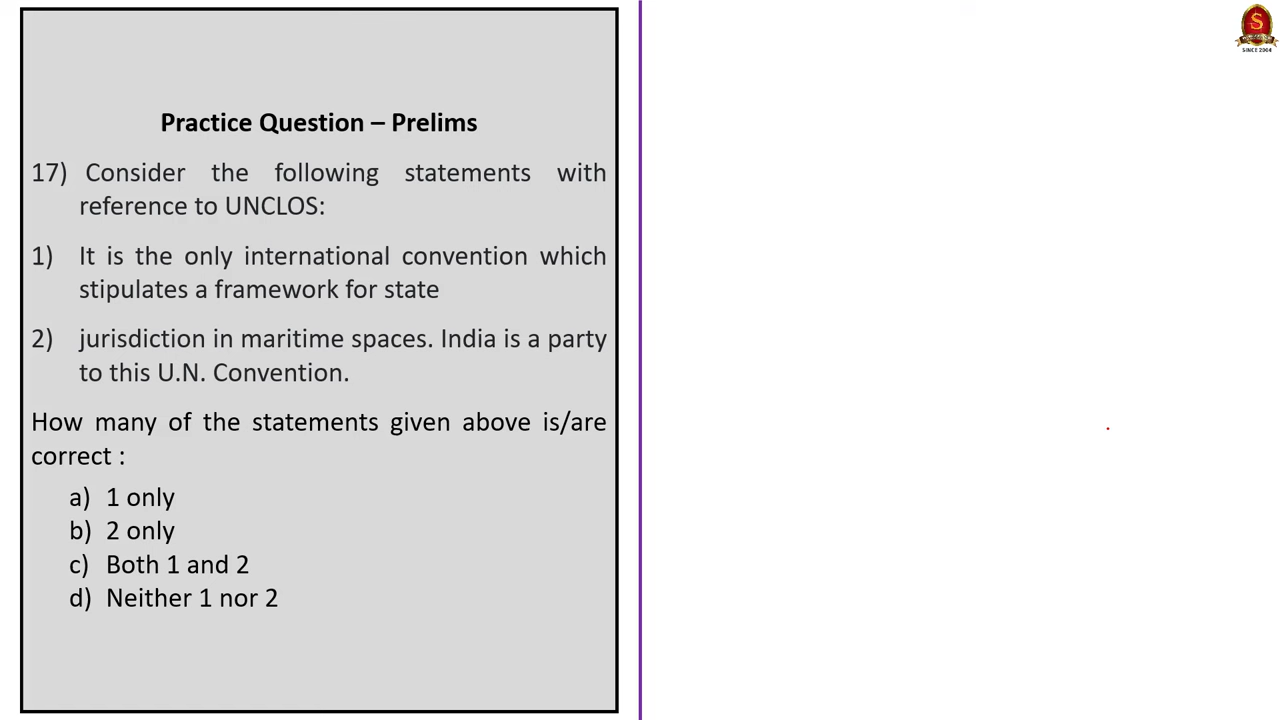 Practice Question – Prelims
17) Consider the following statements with
reference to UNCLOS:
1) It is the only international convention which
stipulates a framework for state
2) jurisdiction in maritime spaces. India is a party
to this U.N. Convention.
How many of the statements given above is/are
correct :
a) 1 only
b) 2 only
c) Both 1 and 2
d) Neither 1 nor 2
S
SINCE 2004